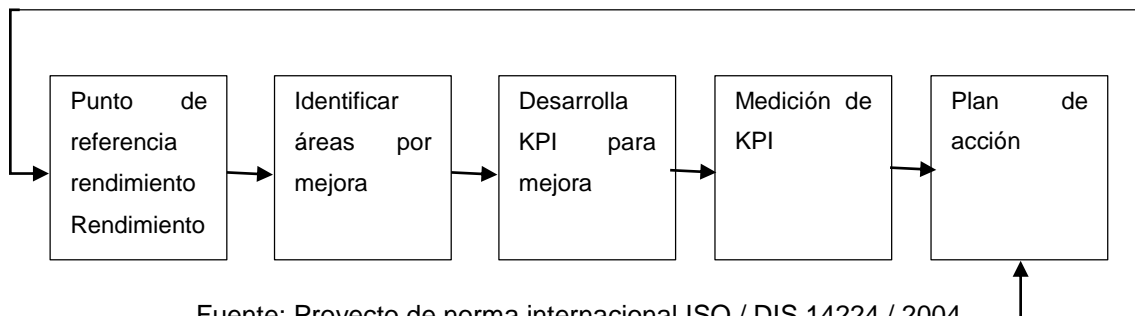 Punto de
referencia
rendimiento
Rendimiento
Identificar
áreas por
mejora
Desarrolla
KPI para
mejora
Medición de
KPI
Plan de
acción
Fuente: Proyecto de norma internacional ISO / DIS 14224 / 2004